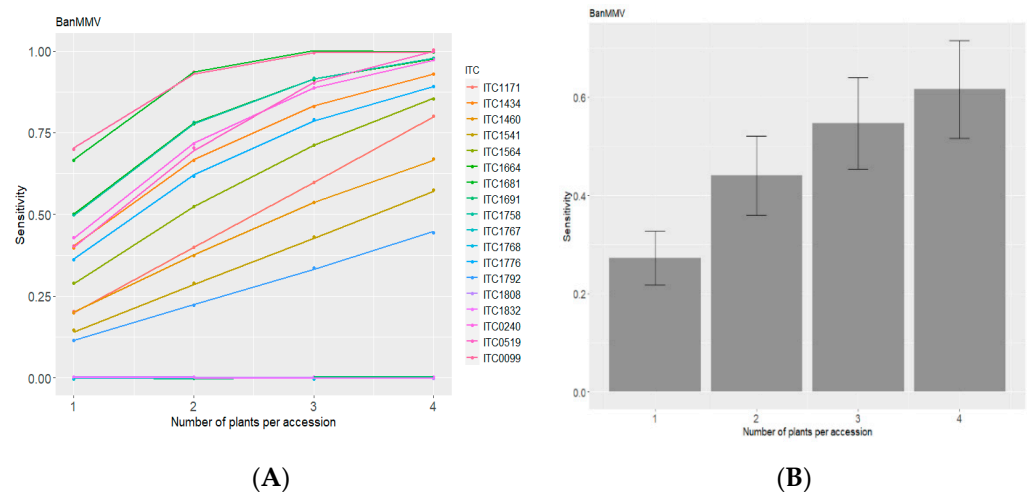 BanMMV
1.00
0.75
0.50
0.25
0.00
Sensitivity
1
2
3
4
Number of plants per accession
ITC
ITC1171
ITC1434
ITC1460
ITC1541
ITC1564
ITC1664
ITC1681
ITC1691
ITC1758
ITC1767
ITC1768
ITC1776
ITC1792
ITC1808
ITC1832
ITC0240
ITC0519
ITC0099
(A)
BanMMV
0.6
0.4
0.2
0.0
Sensitivity
1
2
3
4
Number of plants per accession
(B)